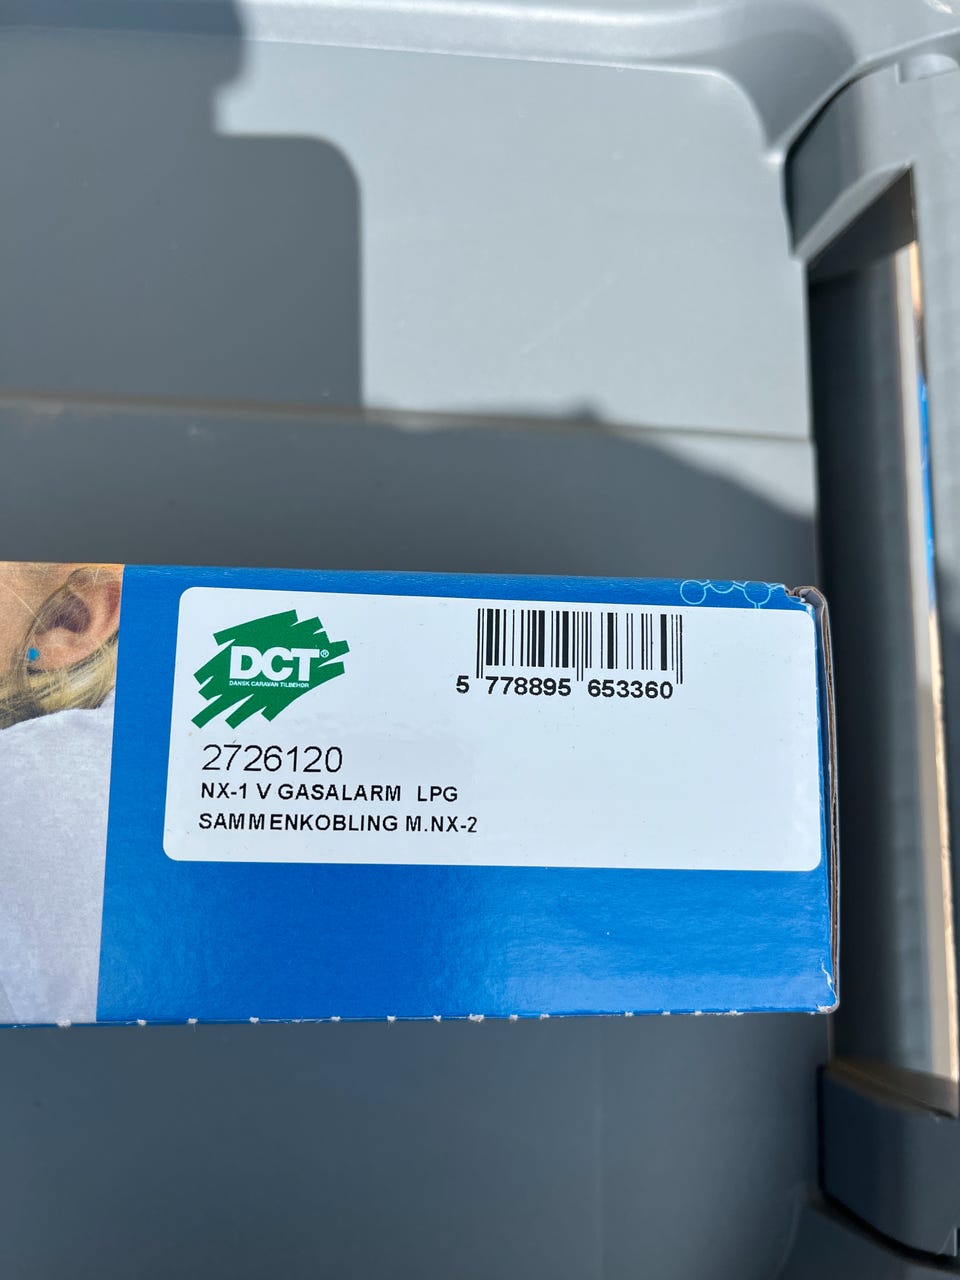 DCT®
DANSK CARAVAN TILBEHØR
5 778895 653360
2726120
NX-1 V GASALARM LPG
SAMMENKOBLING M.NX-2